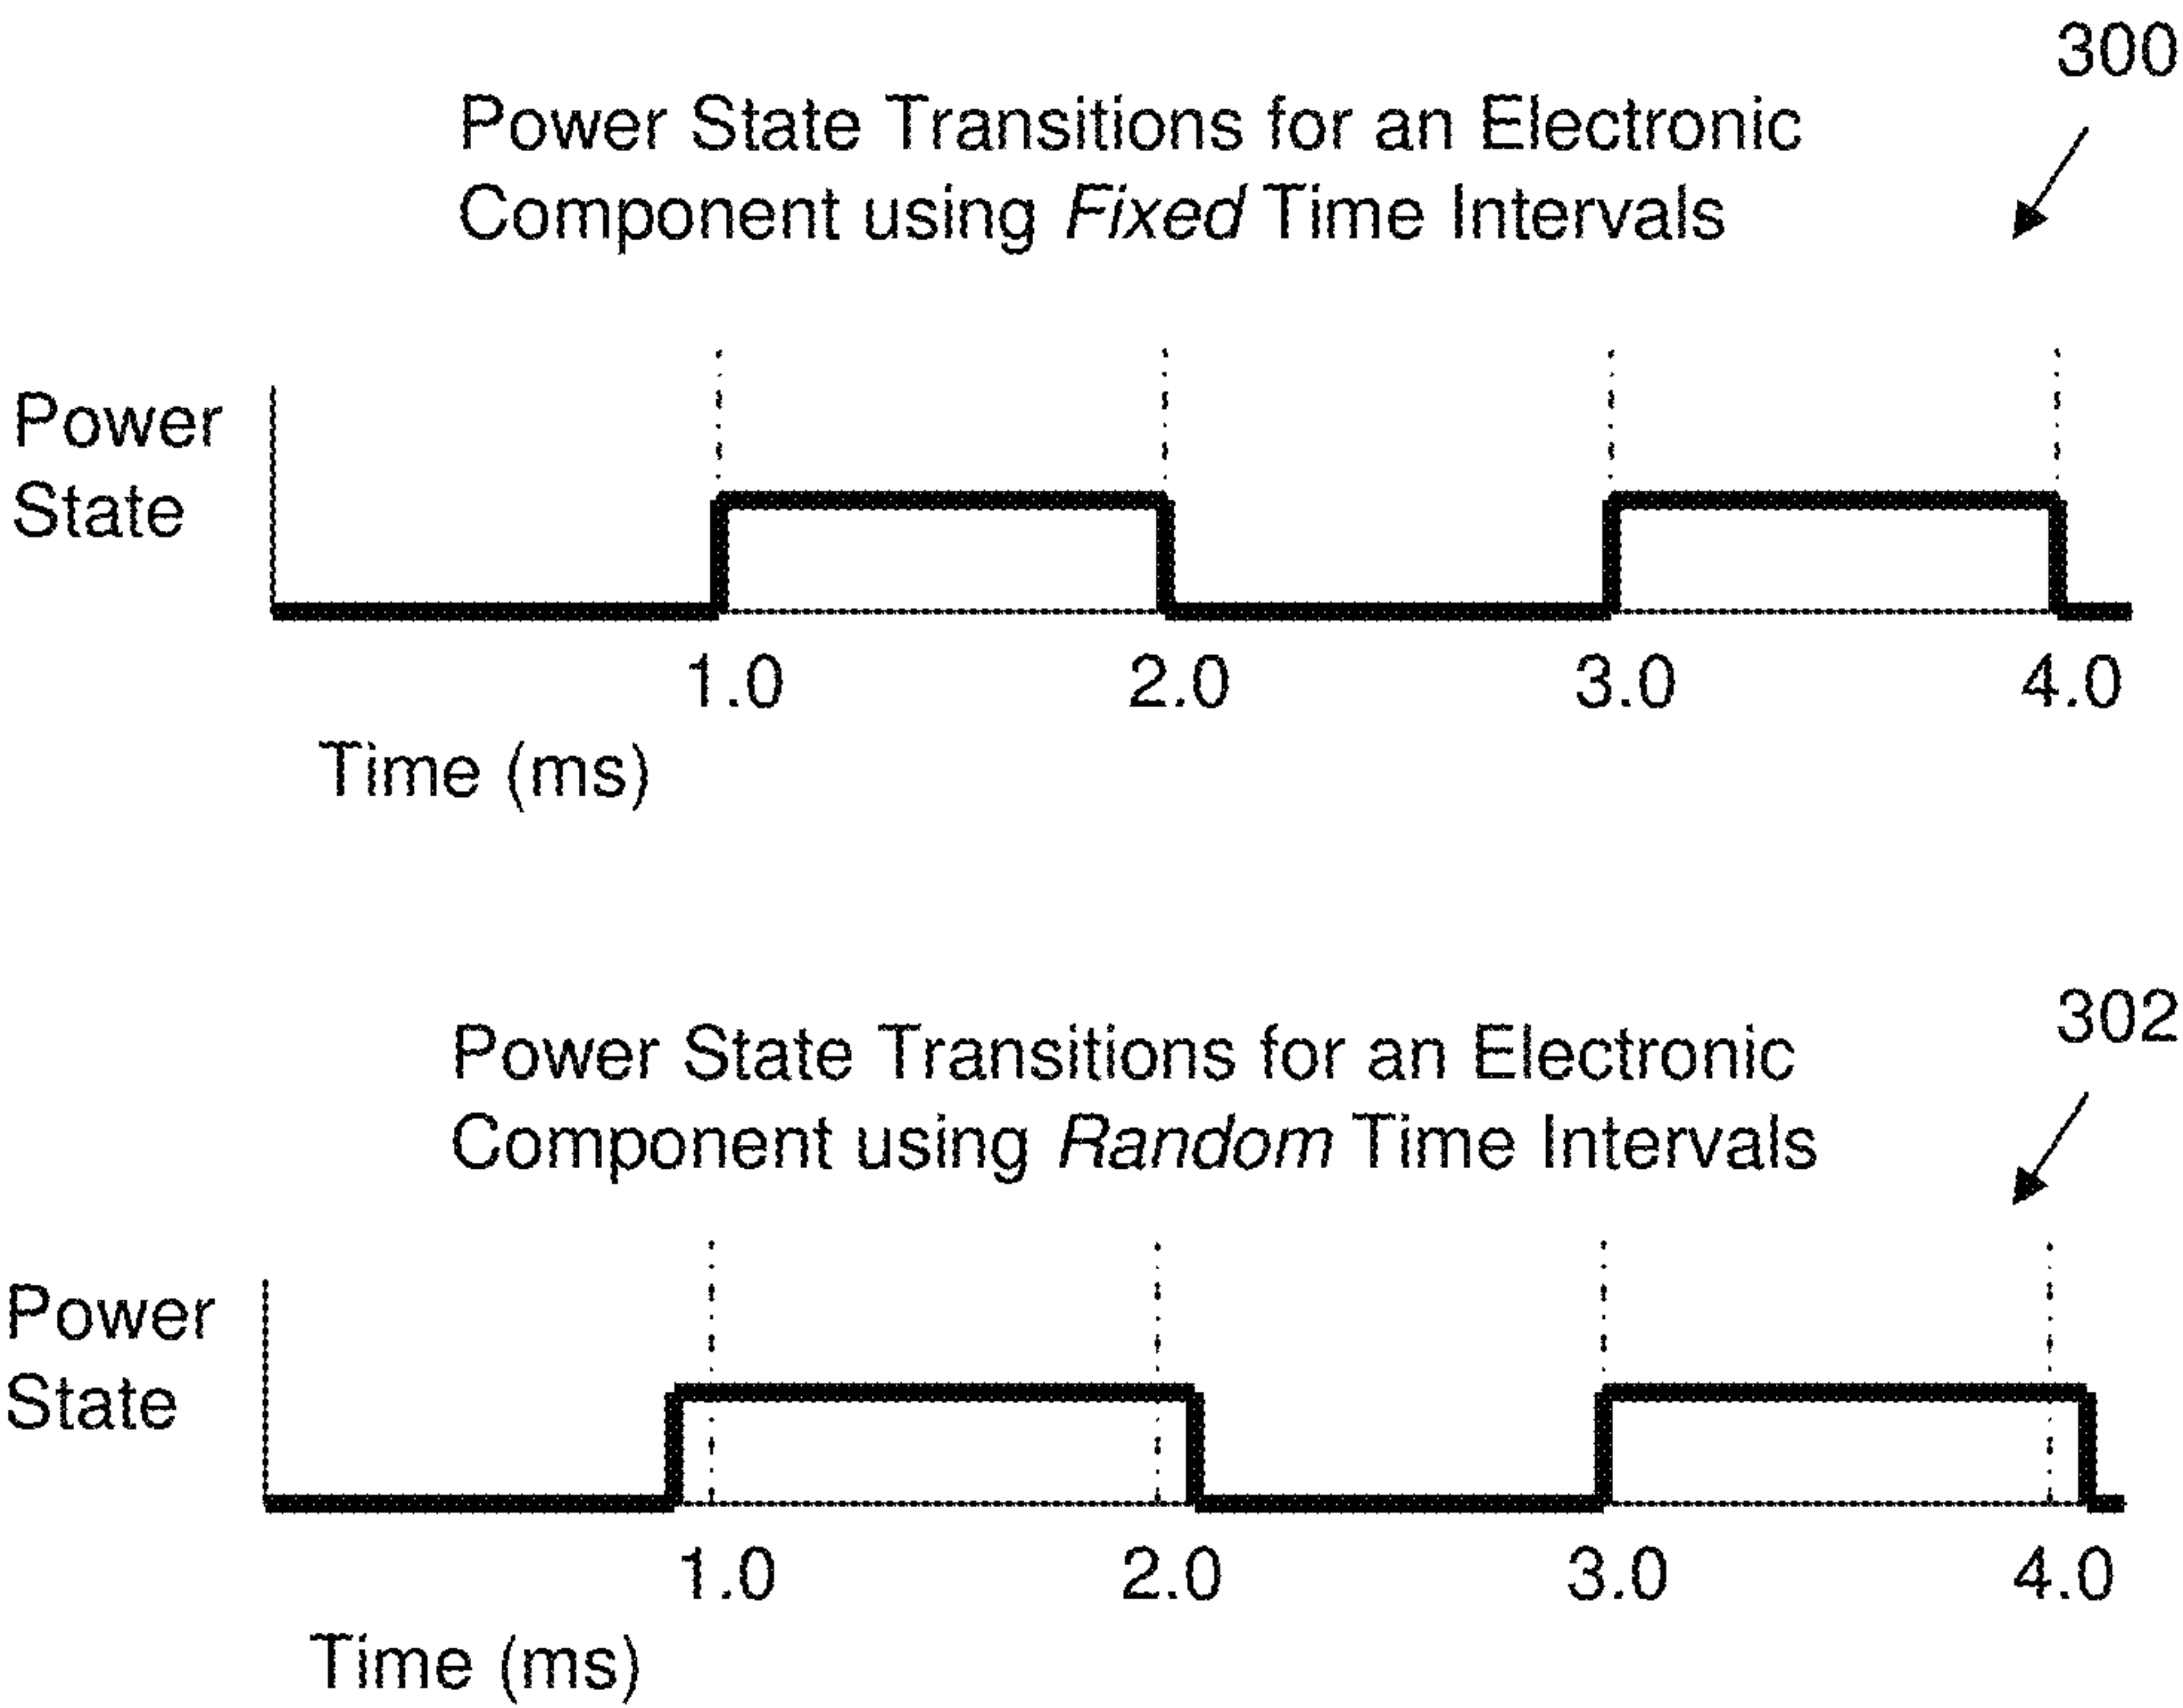 300
Power State Transitions for an Electronic
Component using Fixed Time Intervals
Power
State
1.0 2.0 3.0 4.0
Time (ms)
302
Power State Transitions for an Electronic
Component using Random Time Intervals
Power
State
1.0 2.0 3.0 4.0
Time (ms)